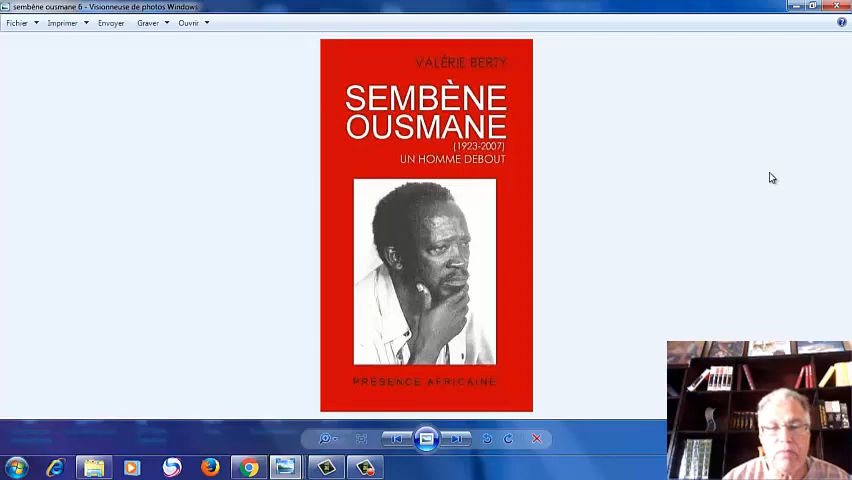 sembène ousmane 6 - Visionneuse de photos Windows
Fichier Imprimer Envoyer Graver Ouvrir
VALÉRIE BERTY
SEMBÈNE
OUSMANE
(1923-2007)
UN HOMME DEBOUT
PRÉSENCE AFRICAINE